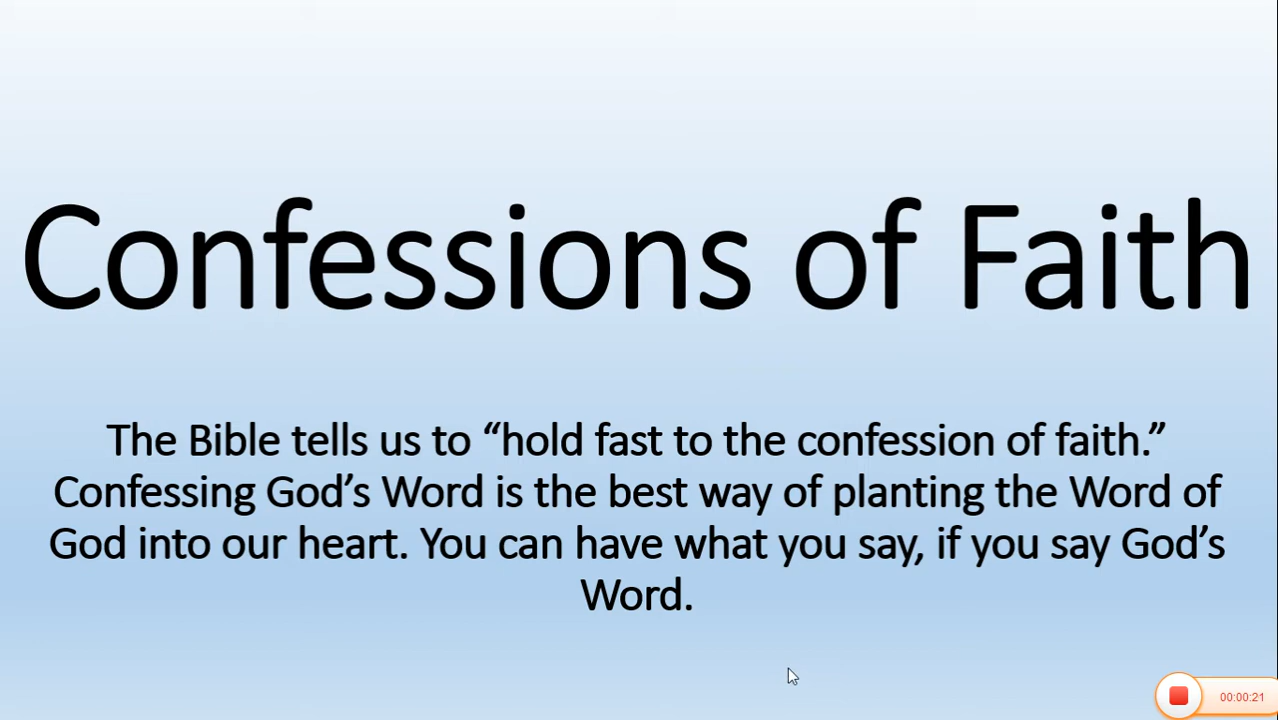 Confessions of Faith
The Bible tells us to “hold fast to the confession of faith.”
Confessing God’s Word is the best way of planting the Word of
God into our heart. You can have what you say, if you say God’s
Word.
00:00:21